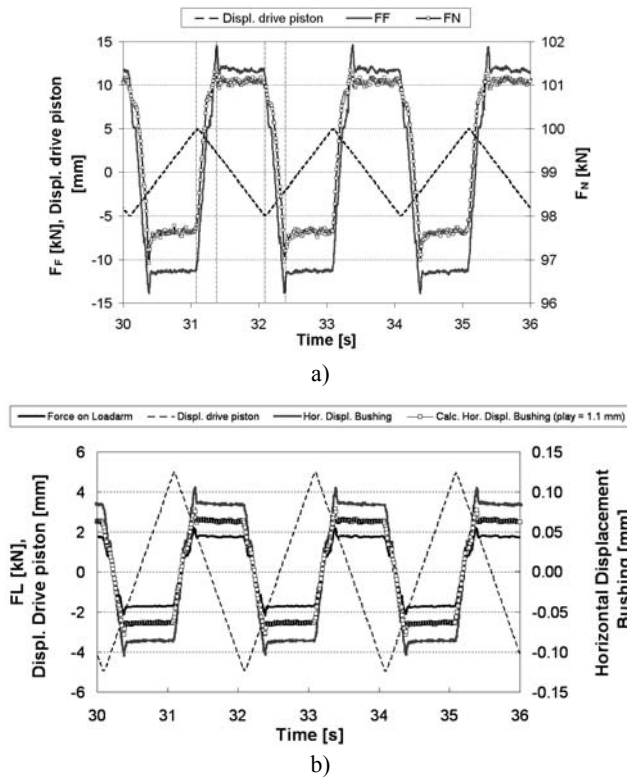 Displ. drive piston FF FN
15
10
5
0
-5
-10
-15
102
101
100
99
98
97
96
30 31 32 33 34 35 36
F_F [kN], Displ. drive piston
[mm]
F_N [kN]
Time [s]
a)
Force on Loadarm Displ. drive piston Hor. Displ. Bushing Calc. Hor. Displ. Bushing (play = 1.1 mm)
6
4
2
0
-2
-4
-6
0.15
0.10
0.05
0.00
-0.05
-0.10
-0.15
30 31 32 33 34 35 36
FL [kN],
Displ. Drive piston [mm]
Horizontal Displacement
Bushing [mm]
Time [s]
b)